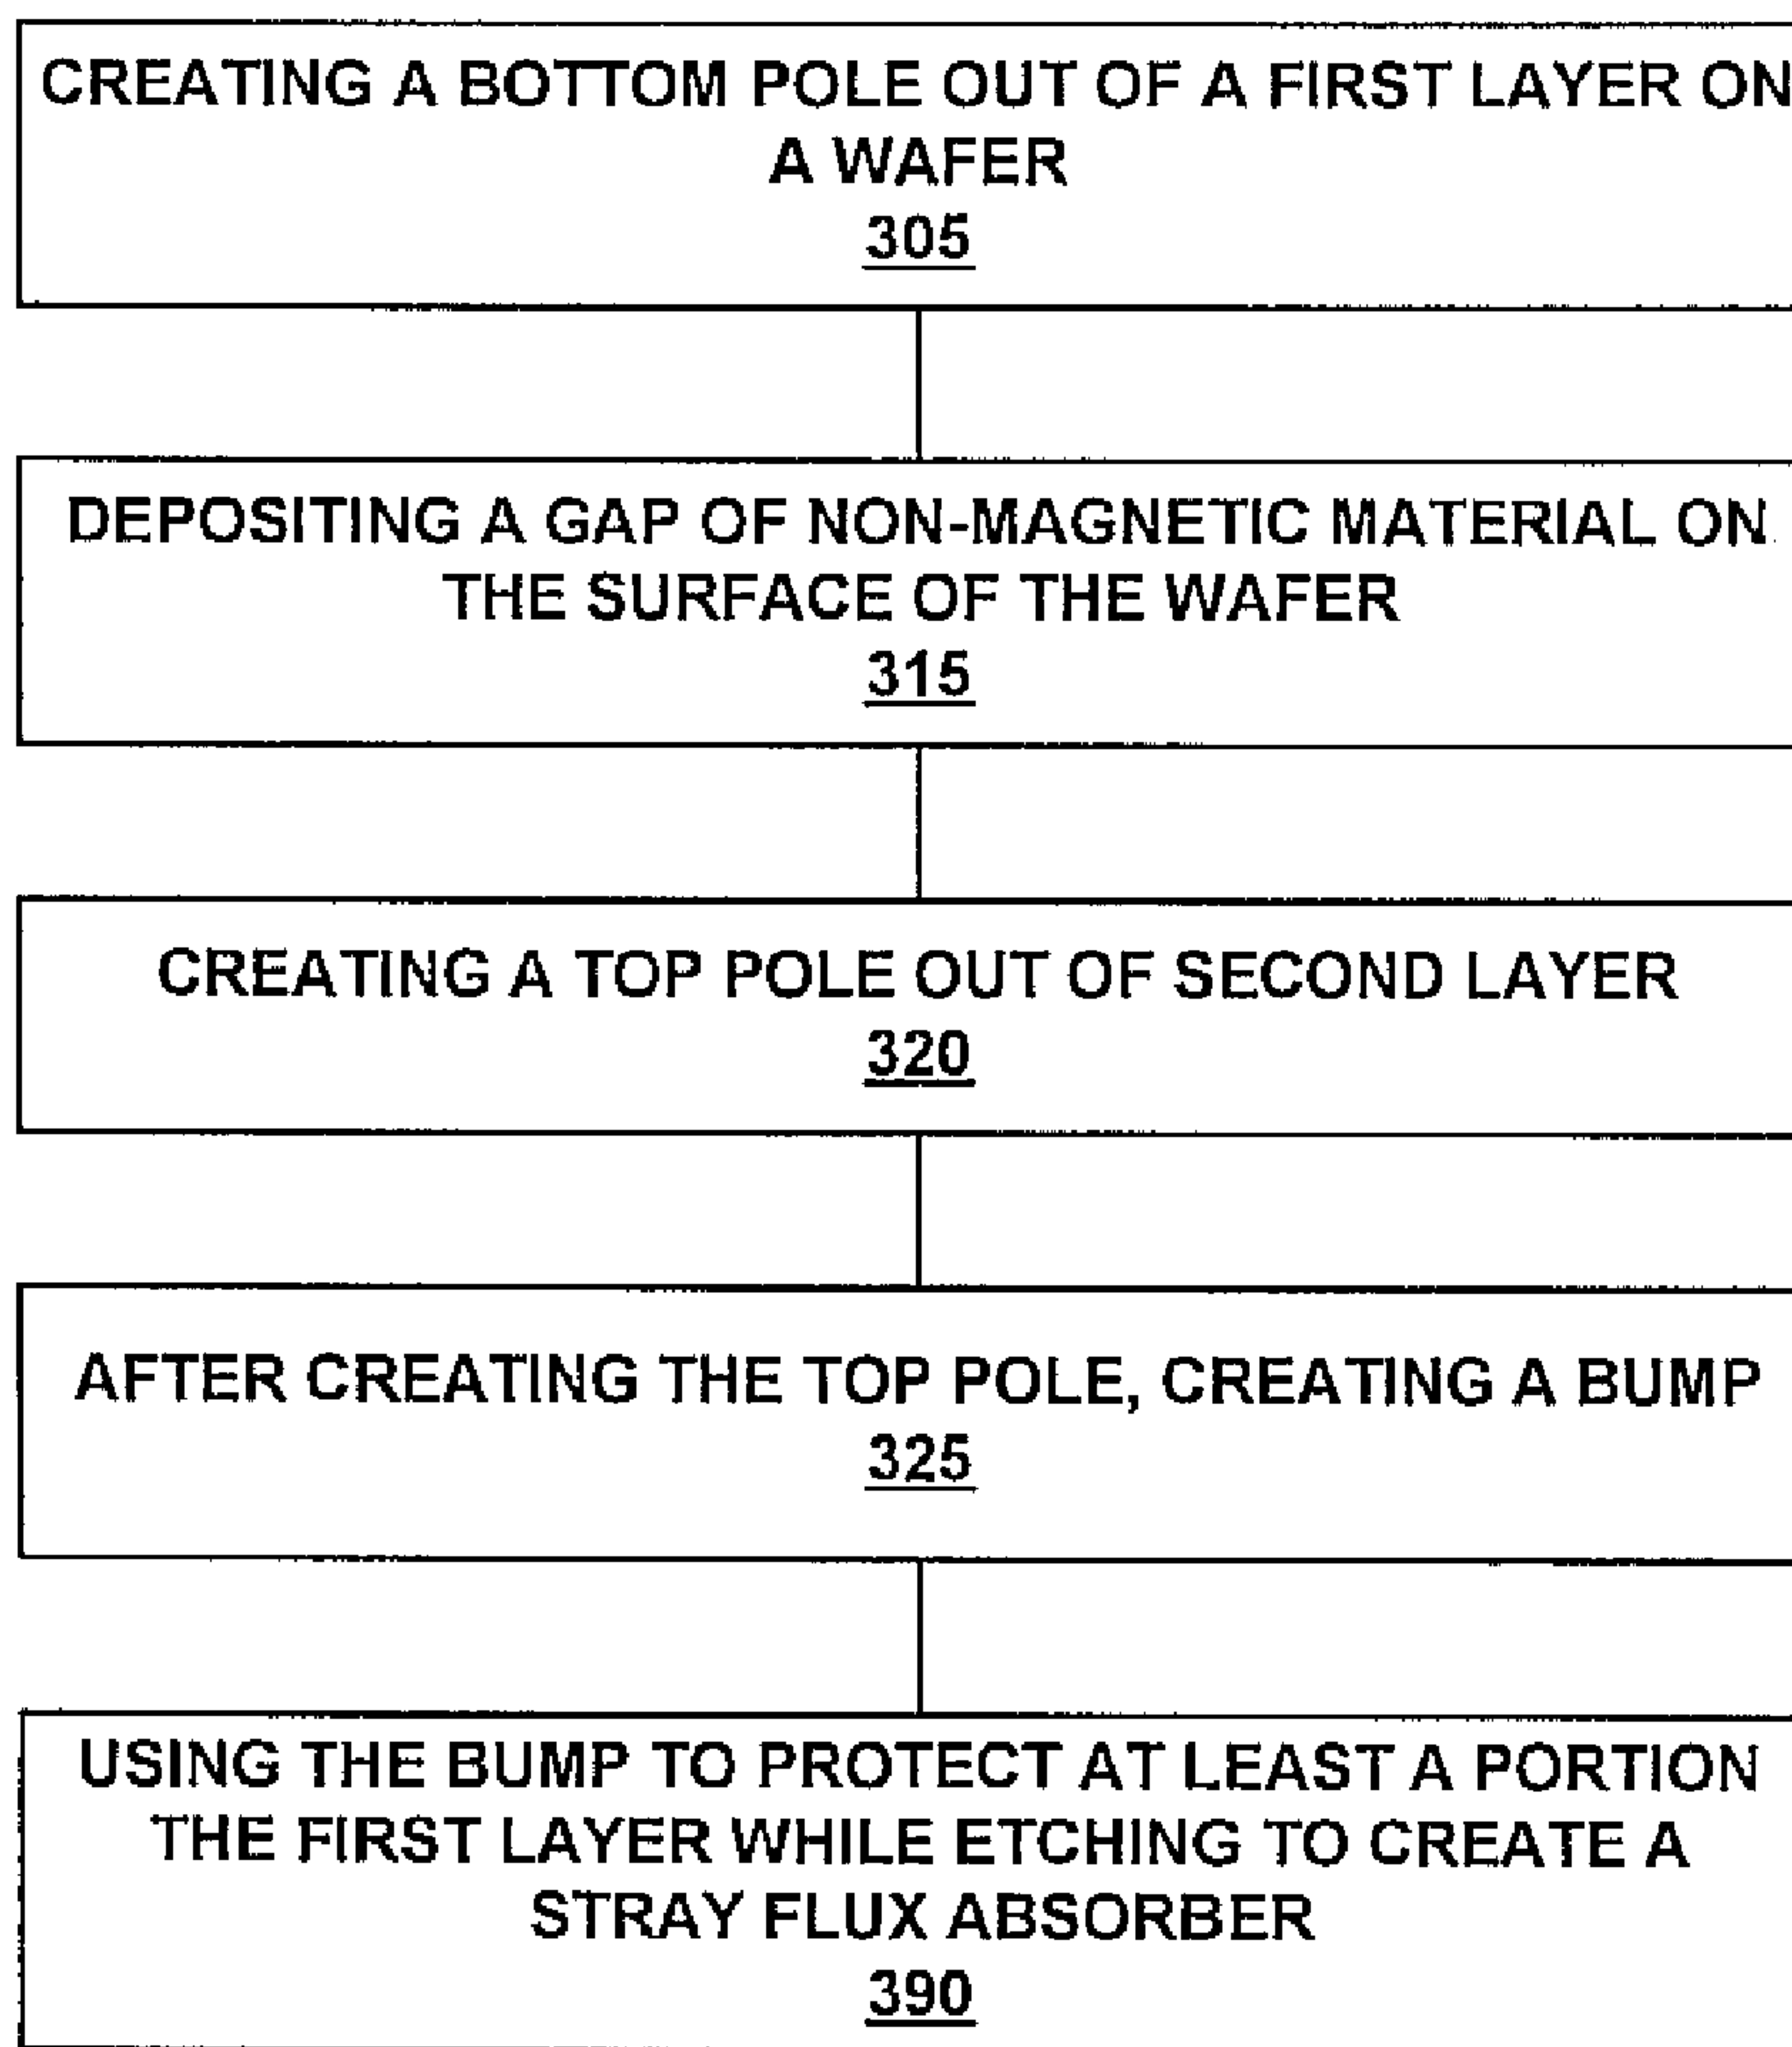 CREATING A BOTTOM POLE OUT OF A FIRST LAYER ON
A WAFER
305
DEPOSITING A GAP OF NON-MAGNETIC MATERIAL ON
THE SURFACE OF THE WAFER
315
CREATING A TOP POLE OUT OF SECOND LAYER
320
AFTER CREATING THE TOP POLE, CREATING A BUMP
325
USING THE BUMP TO PROTECT AT LEAST A PORTION
THE FIRST LAYER WHILE ETCHING TO CREATE A
STRAY FLUX ABSORBER
390